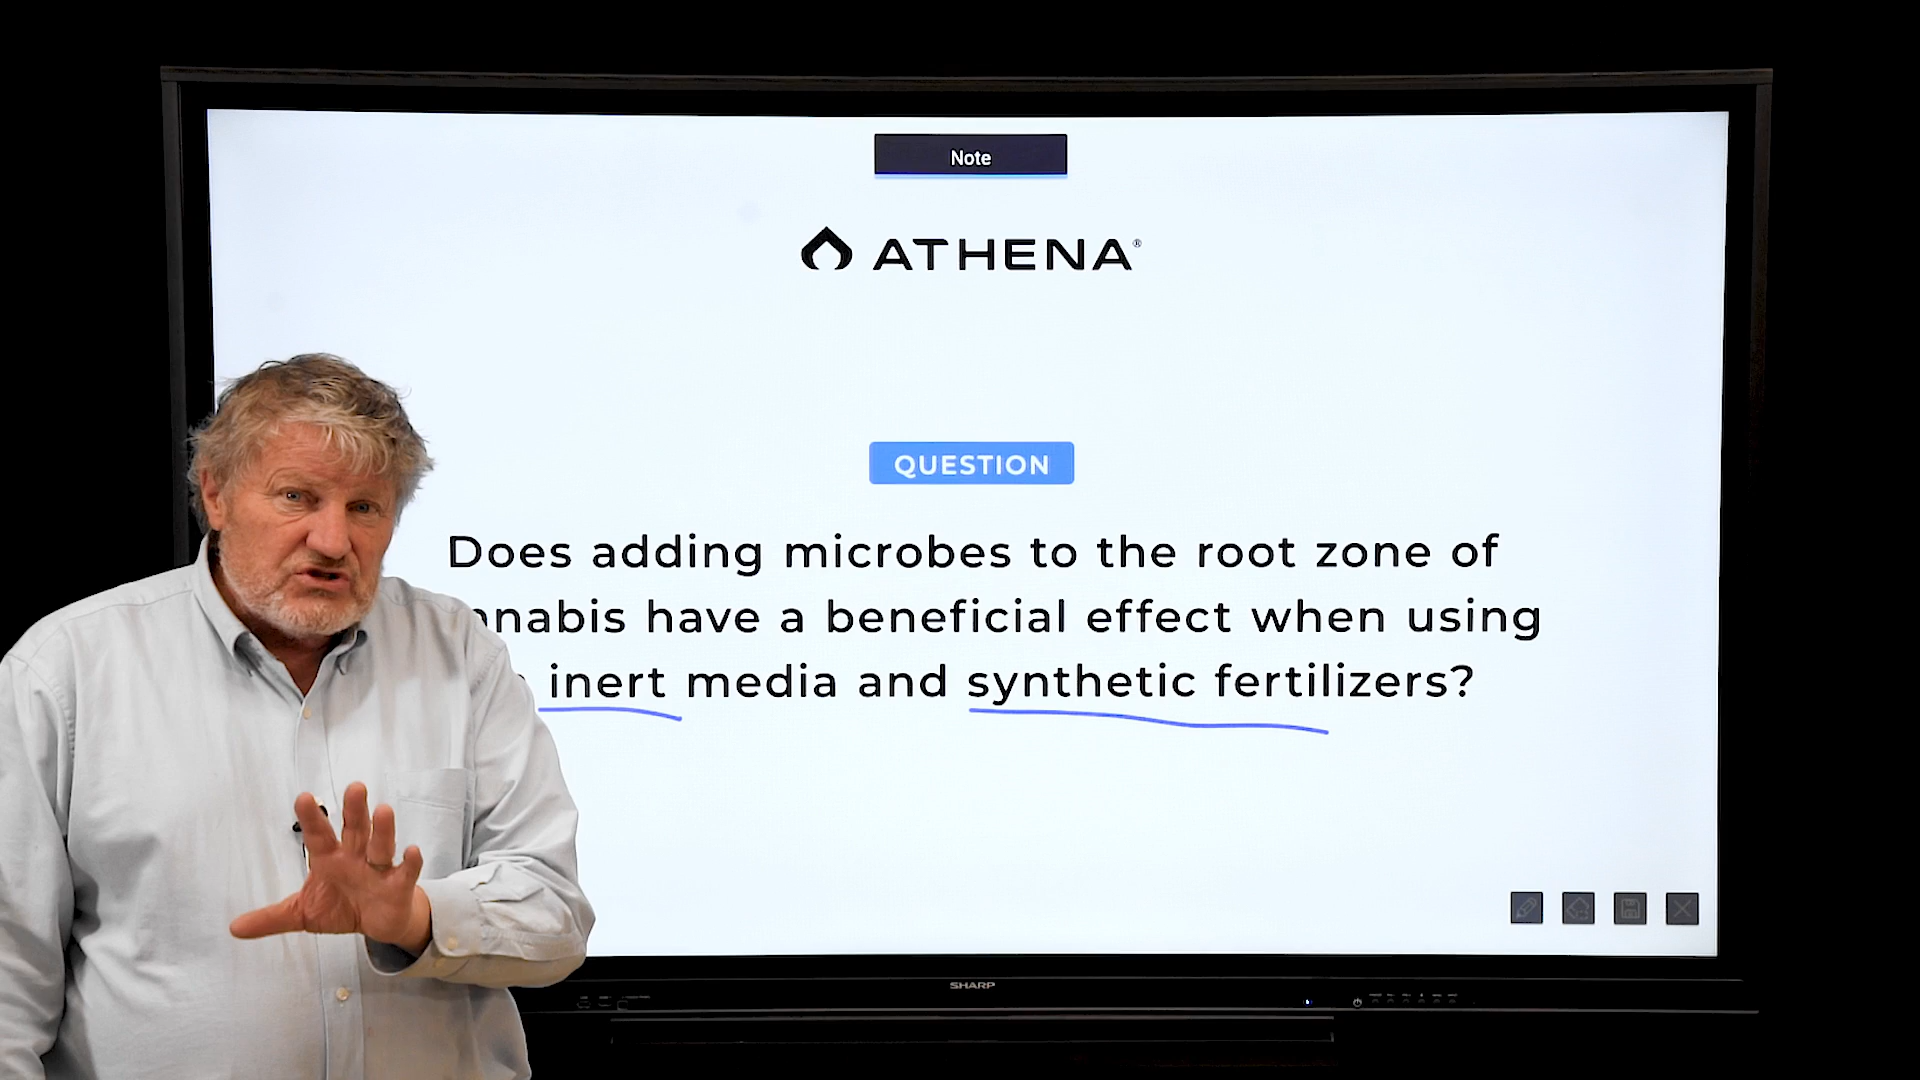 Note
ATHENA®
QUESTION
Does adding microbes to the root zone of
nnabis have a beneficial effect when using
inert media and synthetic fertilizers?
SHARP